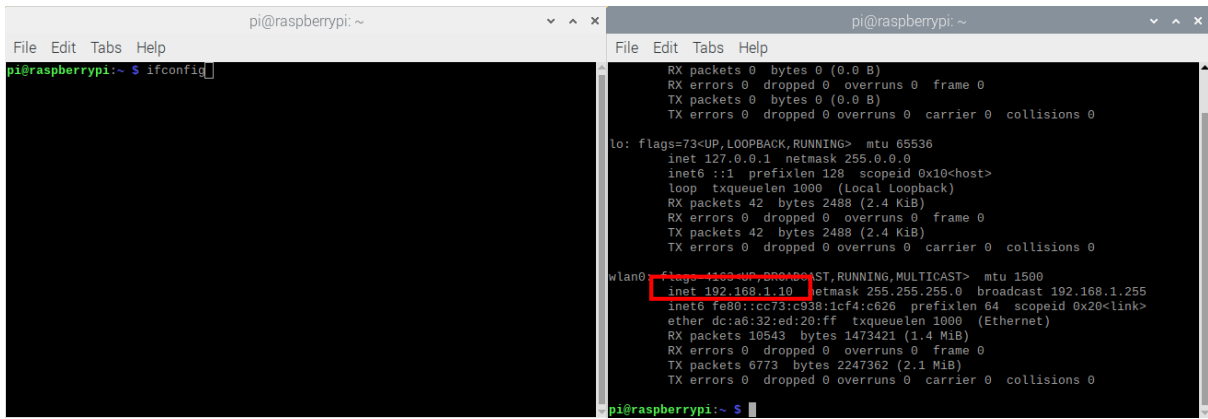 pi@raspberrypi: ~
File Edit Tabs Help
pi@raspberrypi:~ $ ifconfig
pi@raspberrypi: ~
File Edit Tabs Help
RX packets 0 bytes 0 (0.0 B)
RX errors 0 dropped 0 overruns 0 frame 0
TX packets 0 bytes 0 (0.0 B)
TX errors 0 dropped 0 overruns 0 carrier 0 collisions 0
lo: flags=73<UP,LOOPBACK,RUNNING> mtu 65536
inet 127.0.0.1 netmask 255.0.0.0
inet6 ::1 prefixlen 128 scopeid 0x10<host>
loop txqueuelen 1000 (Local Loopback)
RX packets 42 bytes 2488 (2.4 KiB)
RX errors 0 dropped 0 overruns 0 frame 0
TX packets 42 bytes 2488 (2.4 KiB)
TX errors 0 dropped 0 overruns 0 carrier 0 collisions 0
wlan0: flags=4163<UP,BROADCAST,RUNNING,MULTICAST> mtu 1500
inet 192.168.1.10 netmask 255.255.255.0 broadcast 192.168.1.255
inet6 fe80::cc73:c938:1cf4:c626 prefixlen 64 scopeid 0x20<link>
ether dc:a6:32:ed:20:ff txqueuelen 1000 (Ethernet)
RX packets 10543 bytes 1473421 (1.4 MiB)
RX errors 0 dropped 0 overruns 0 frame 0
TX packets 6773 bytes 2247362 (2.1 MiB)
TX errors 0 dropped 0 overruns 0 carrier 0 collisions 0
pi@raspberrypi:~ $